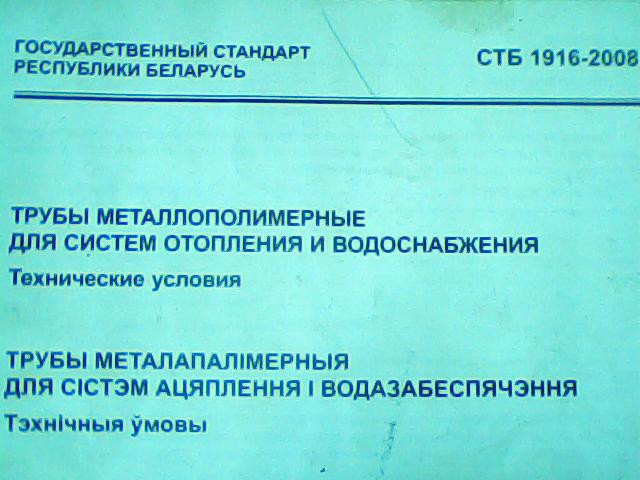 ГОСУДАРСТВЕННЫЙ СТАНДАРТ
РЕСПУБЛИКИ БЕЛАРУСЬ
СТБ 1916-2008
ТРУБЫ МЕТАЛЛОПОЛИМЕРНЫЕ
ДЛЯ СИСТЕМ ОТОПЛЕНИЯ И ВОДОСНАБЖЕНИЯ
Технические условия
ТРУБЫ МЕТАЛАПАЛІМЕРНЫЯ
ДЛЯ СІСТЭМ АЦЯПЛЕННЯ І ВОДАЗАБЕСПЯЧЭННЯ
Тэхнічныя ўмовы